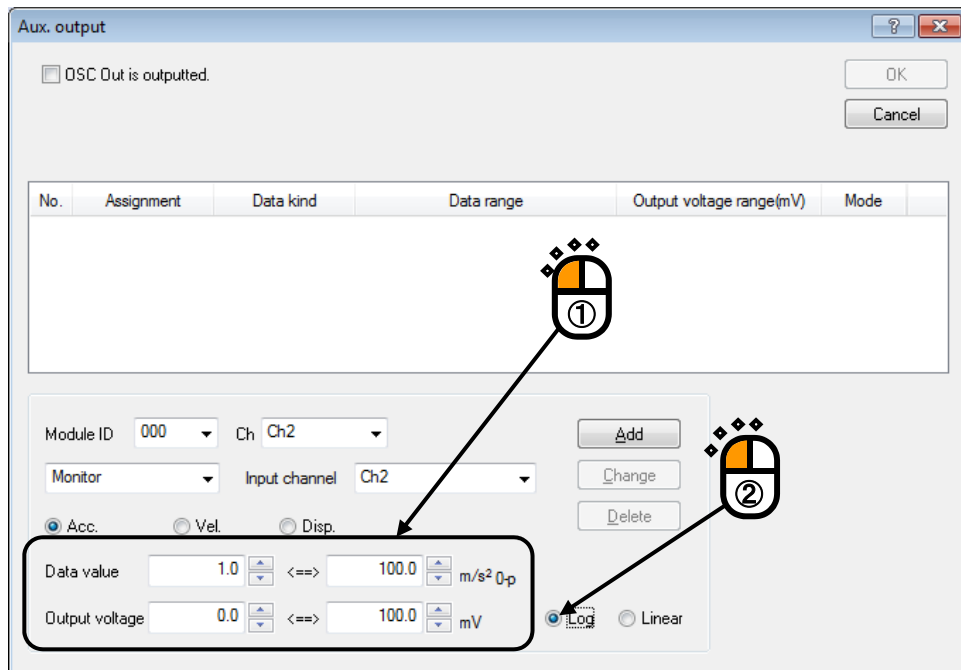 Aux. output
OSC Out is outputted.
OK
Cancel
No. Assignment Data kind Data range Output voltage range(mV) Mode
①
Module ID 000 Ch Ch2 Add
Monitor Input channel Ch2 Change
②
Acc. Vel. Disp. Delete
Data value 1.0 <==> 100.0 m/s² 0-p
Output voltage 0.0 <==> 100.0 mV Log Linear